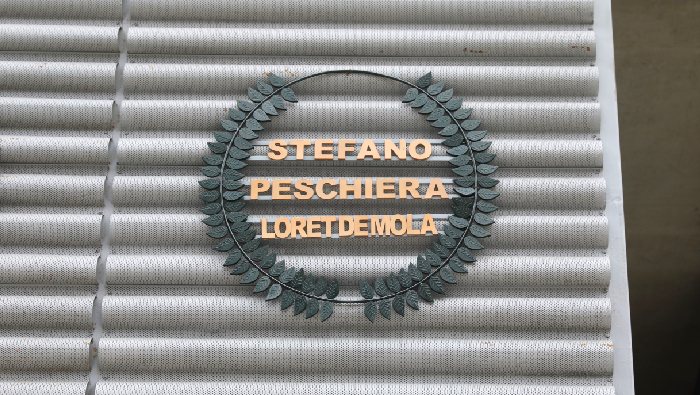 STEFANO
PESCHIERA
LORET DE MOLA